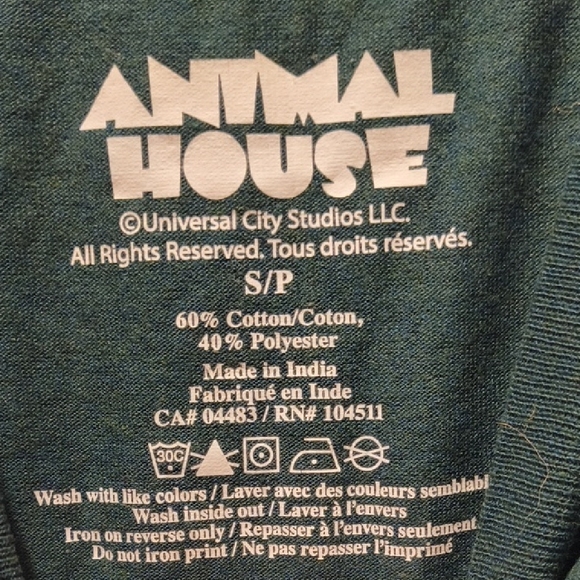 ANIMAL
HOUSE
©Universal City Studios LLC.
All Rights Reserved. Tous droits réservés.
S/P
60% Cotton/Coton,
40% Polyester
Made in India
Fabriqué en Inde
CA# 04483 / RN# 104511
30C
Wash with like colors / Laver avec des couleurs semblabl
Wash inside out / Laver à l'envers
Iron on reverse only / Repasser à l'envers seulement
Do not iron print / Ne pas repasser l'imprimé